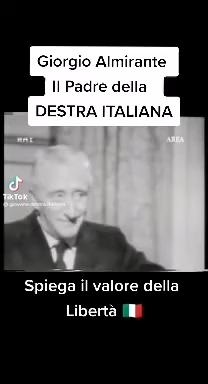 Giorgio Almirante
Il Padre della
DESTRA ITALIANA
RAI
AREA
TikTok
Spiega il valore della
Libertà 🇮🇹